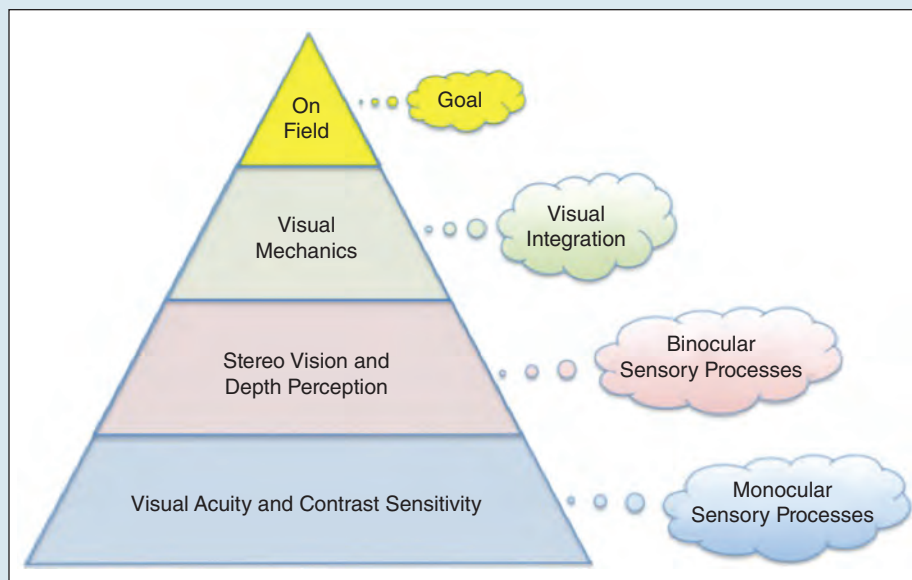 On
Field
Goal
Visual
Mechanics
Visual
Integration
Stereo Vision and
Depth Perception
Binocular
Sensory Processes
Visual Acuity and Contrast Sensitivity
Monocular
Sensory Processes